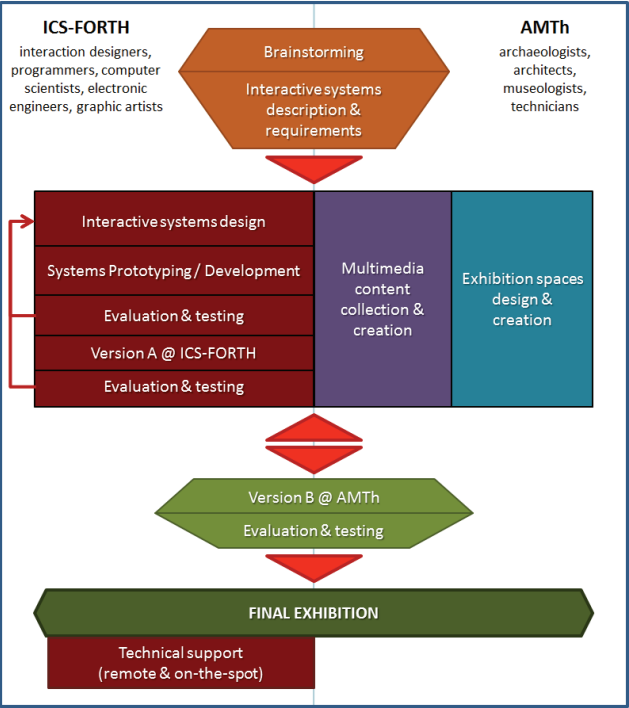 ICS-FORTH
interaction designers,
programmers, computer
scientists, electronic
engineers, graphic artists
AMTh
archaeologists,
architects,
museologists,
technicians
Brainstorming
Interactive systems
description &
requirements
Interactive systems design
Systems Prototyping / Development
Evaluation & testing
Version A @ ICS-FORTH
Evaluation & testing
Multimedia
content
collection &
creation
Exhibition spaces
design &
creation
Version B @ AMTh
Evaluation & testing
FINAL EXHIBITION
Technical support
(remote & on-the-spot)